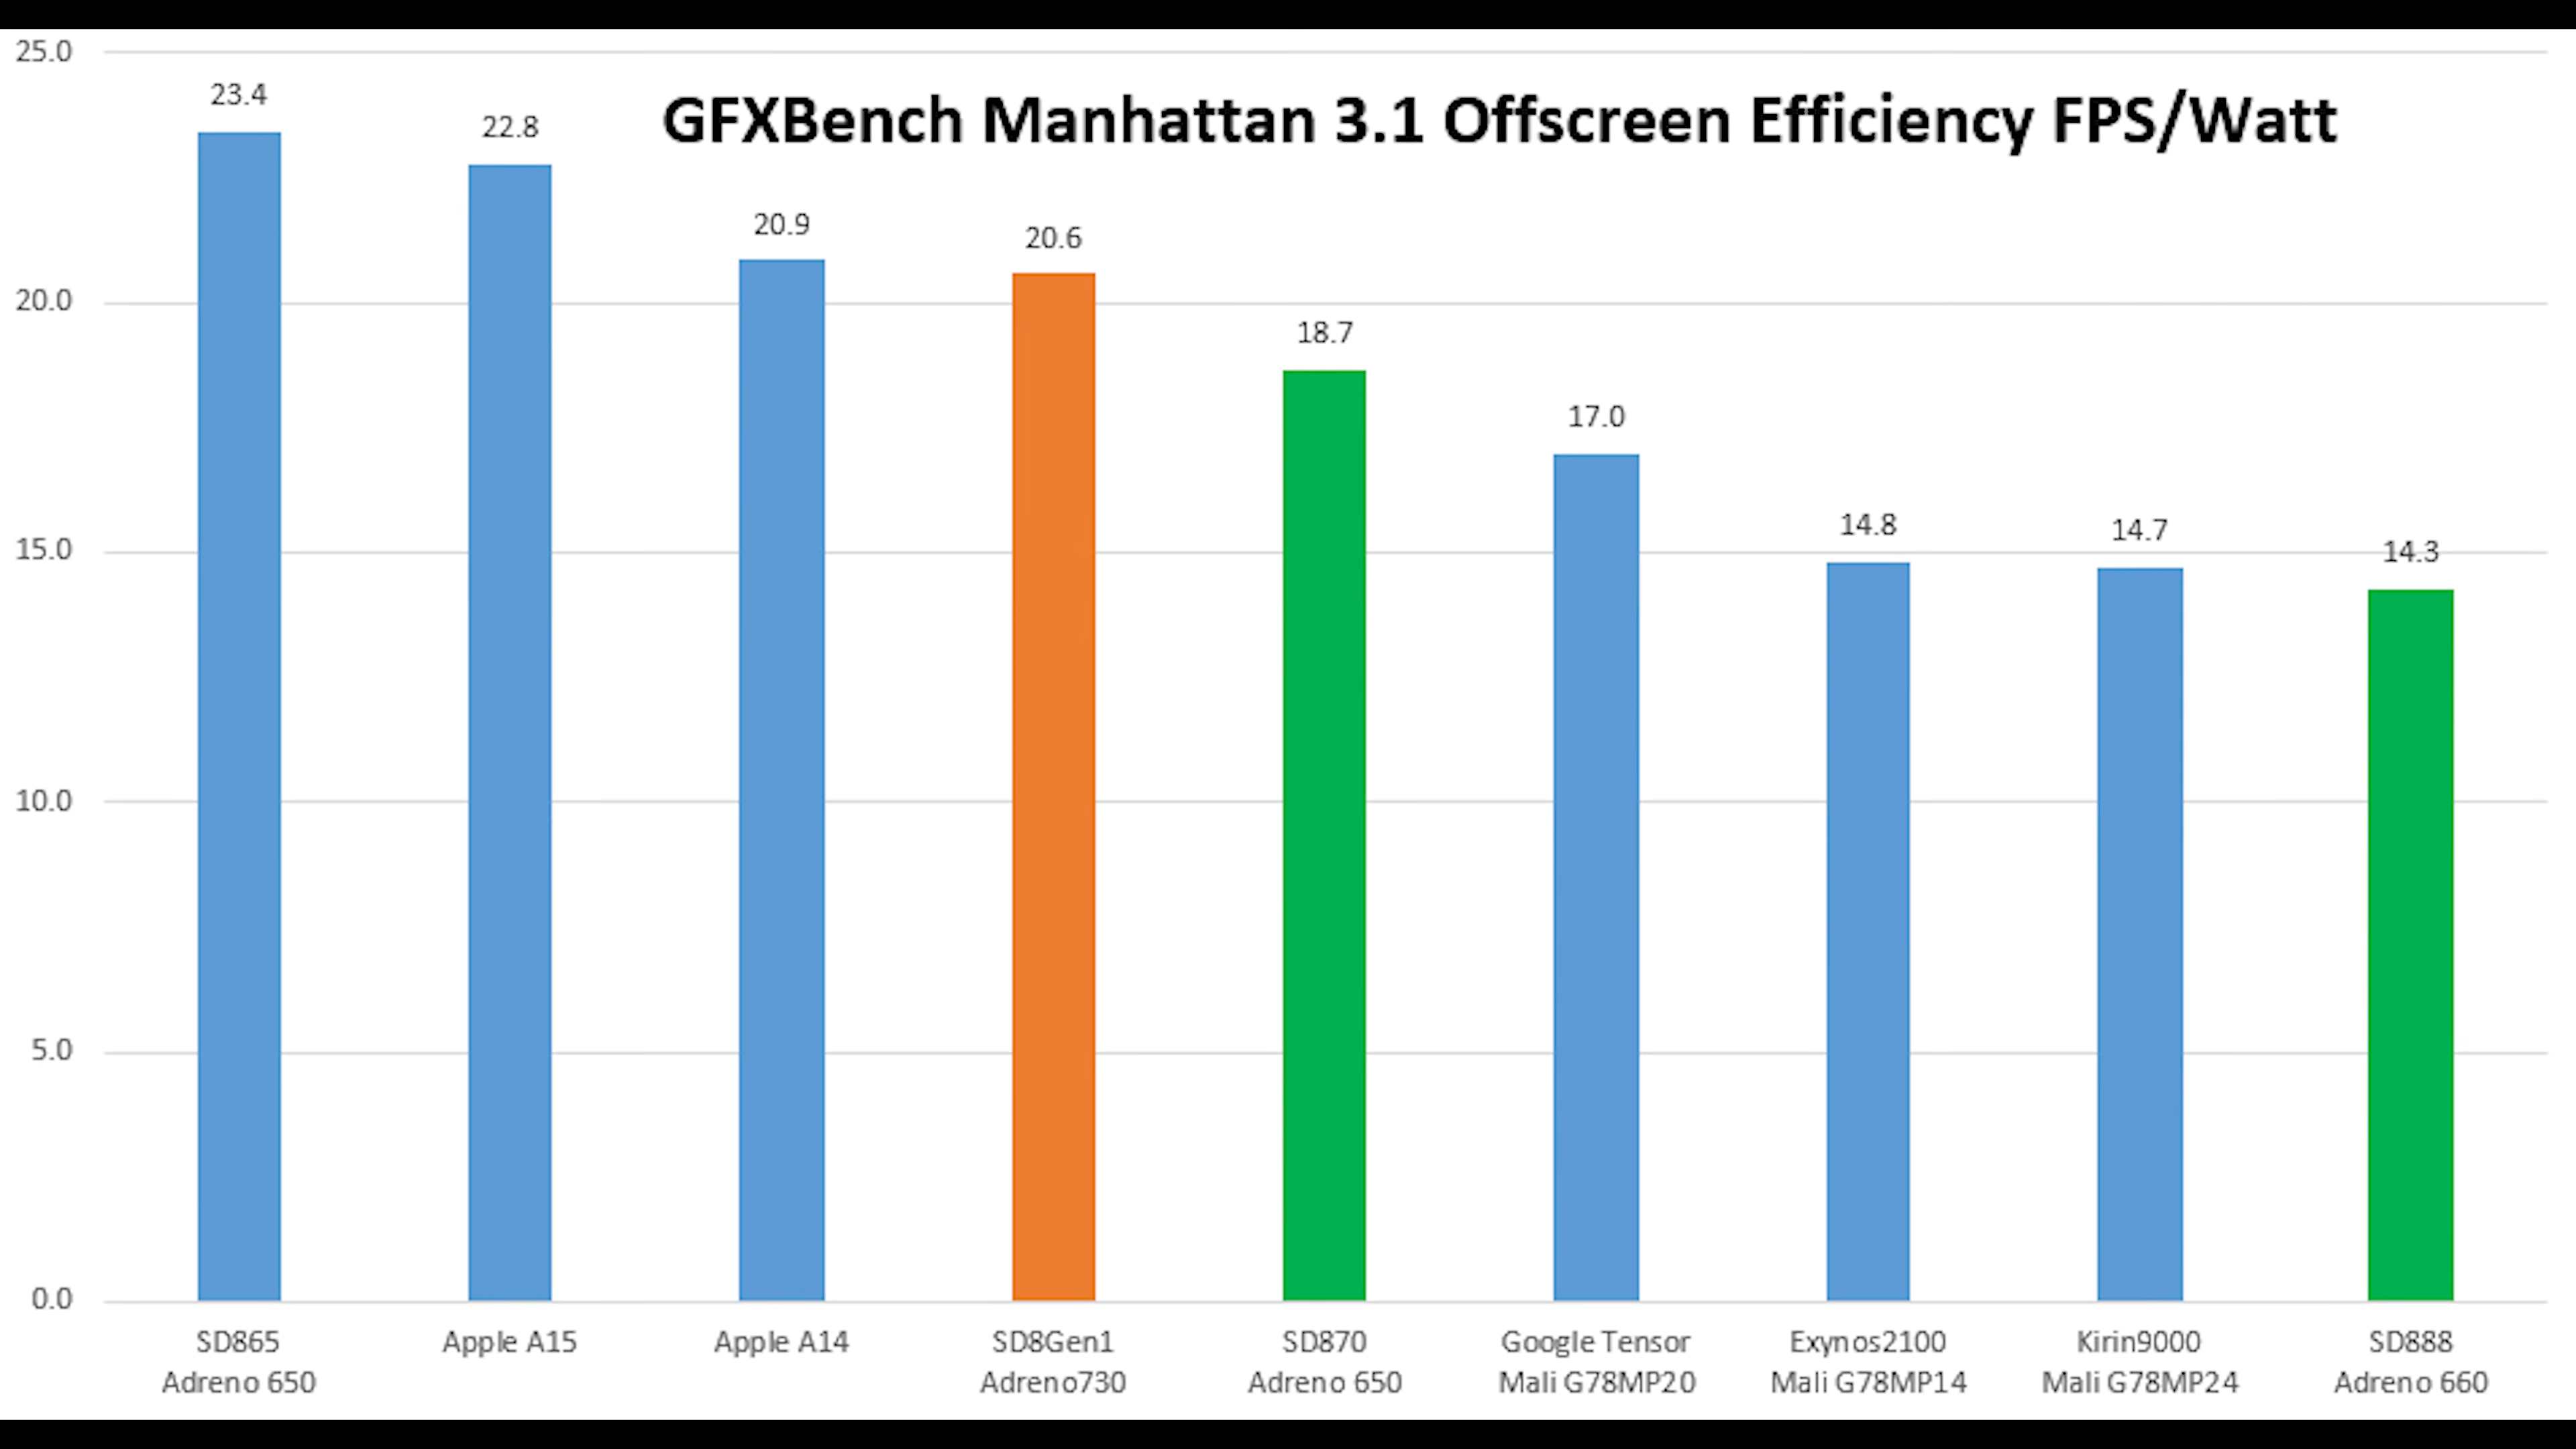 GFXBench Manhattan 3.1 Offscreen Efficiency FPS/Watt
25.0
20.0
15.0
10.0
5.0
0.0
23.4
22.8
20.9
20.6
18.7
17.0
14.8
14.7
14.3
SD865
Adreno 650
Apple A15
Apple A14
SD8Gen1
Adreno730
SD870
Adreno 650
Google Tensor
Mali G78MP20
Exynos2100
Mali G78MP14
Kirin9000
Mali G78MP24
SD888
Adreno 660